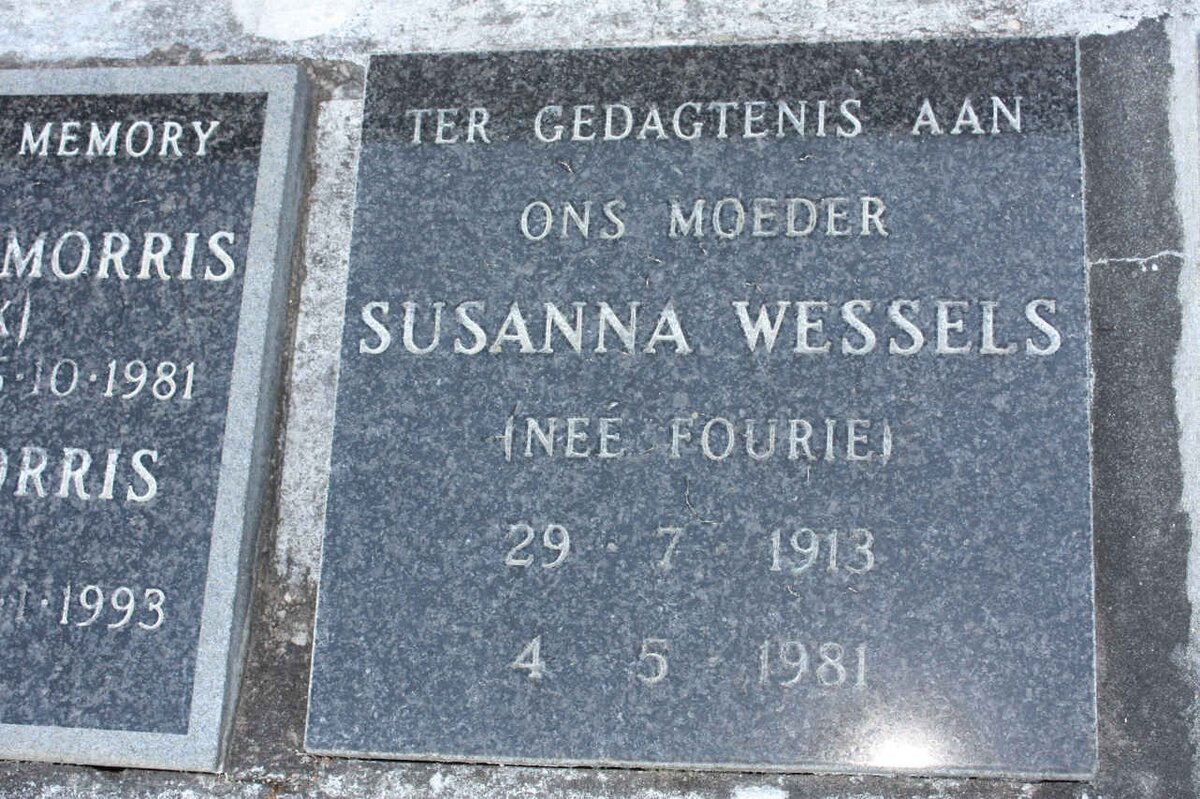 MEMORY
MORRIS
10·1981
ORRIS
1·1993
TER GEDAGTENIS AAN
ONS MOEDER
SUSANNA WESSELS
(NEÉ FOURIE)
29 · 7 · 1913
4 · 5 · 1981